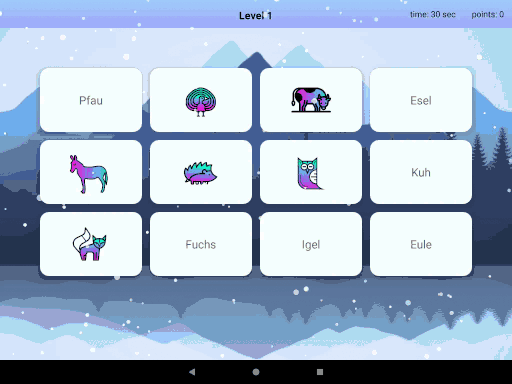 Level 1
time: 30 sec
points: 0
Pfau
Esel
Kuh
Fuchs
Igel
Eule